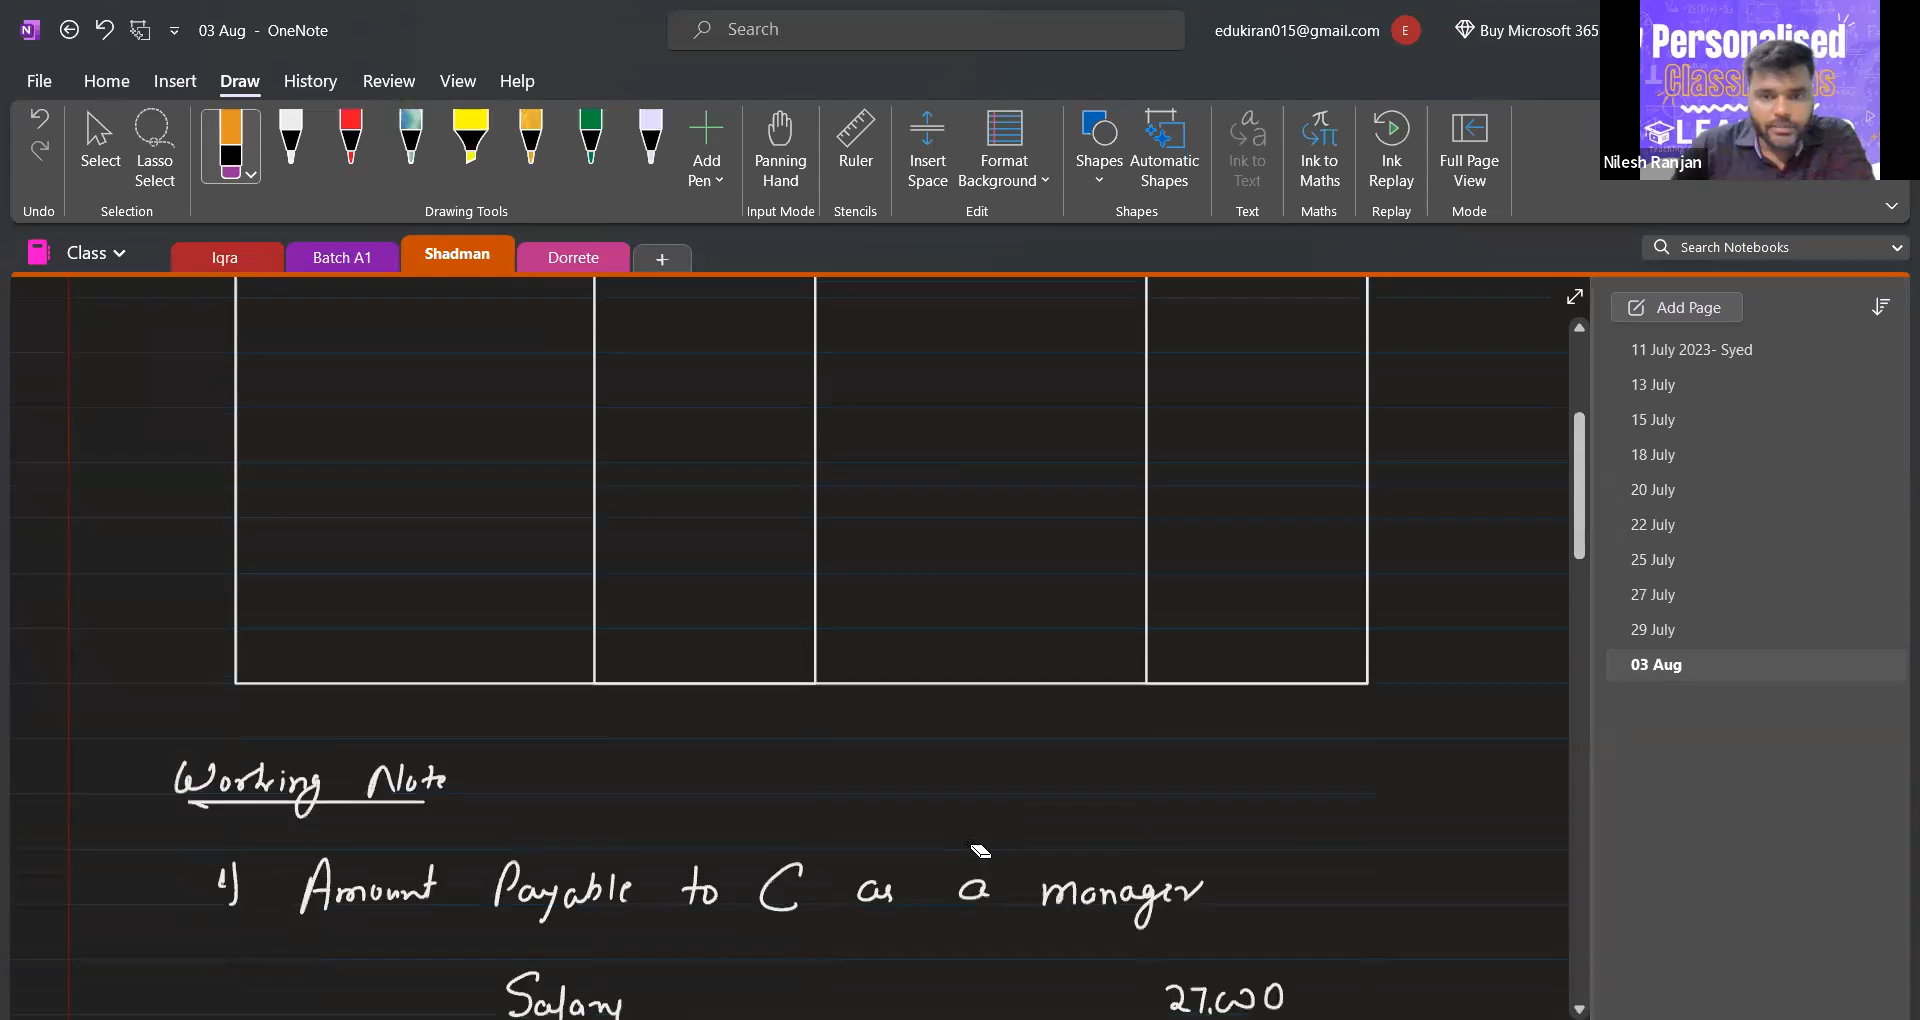 03 Aug - OneNote
Search
edukiran015@gmail.com
E
Buy Microsoft 365
Personalised
Nilesh Ranjan
File Home Insert Draw History Review View Help
Select
Lasso Select
Add Pen
Panning Hand
Ruler
Insert Space
Format Background
Shapes
Automatic Shapes
Ink to Text
Ink to Maths
Ink Replay
Full Page View
Undo Selection Drawing Tools Input Mode Stencils Edit Shapes Text Maths Replay Mode
Class
Iqra
Batch A1
Shadman
Dorrete
+
Search Notebooks
Add Page
11 July 2023- Syed
13 July
15 July
18 July
20 July
22 July
25 July
27 July
29 July
03 Aug
Working Note
1) Amount Payable to C as a manager
Salary 27,000